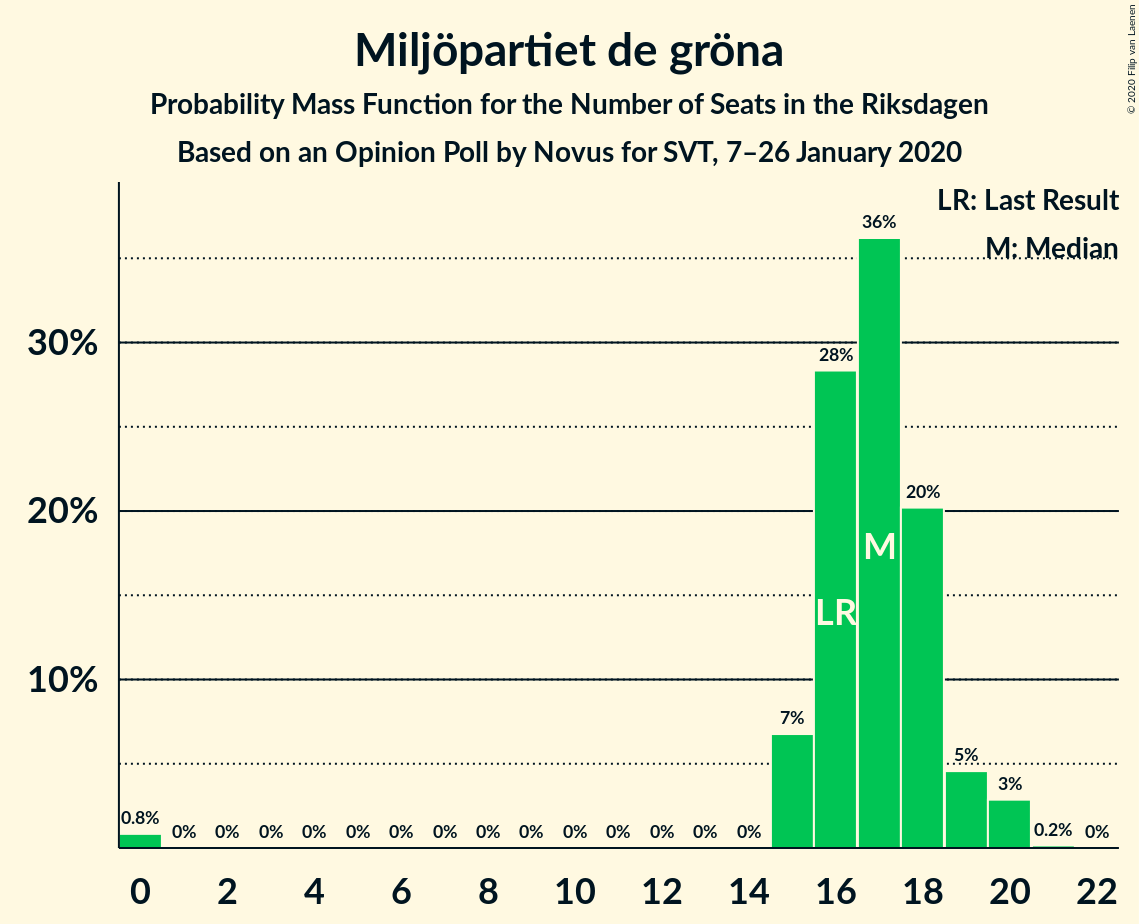 Miljöpartiet de gröna
Probability Mass Function for the Number of Seats in the Riksdagen
Based on an Opinion Poll by Novus for SVT, 7–26 January 2020
© 2020 Filip van Laenen
LR: Last Result
M: Median
30%
20%
10%
0.8% 0% 0% 0% 0% 0% 0% 0% 0% 0% 0% 0% 0% 0% 0% 7% 28% 36% 20% 5% 3% 0.2% 0%
LR
M
0 2 4 6 8 10 12 14 16 18 20 22